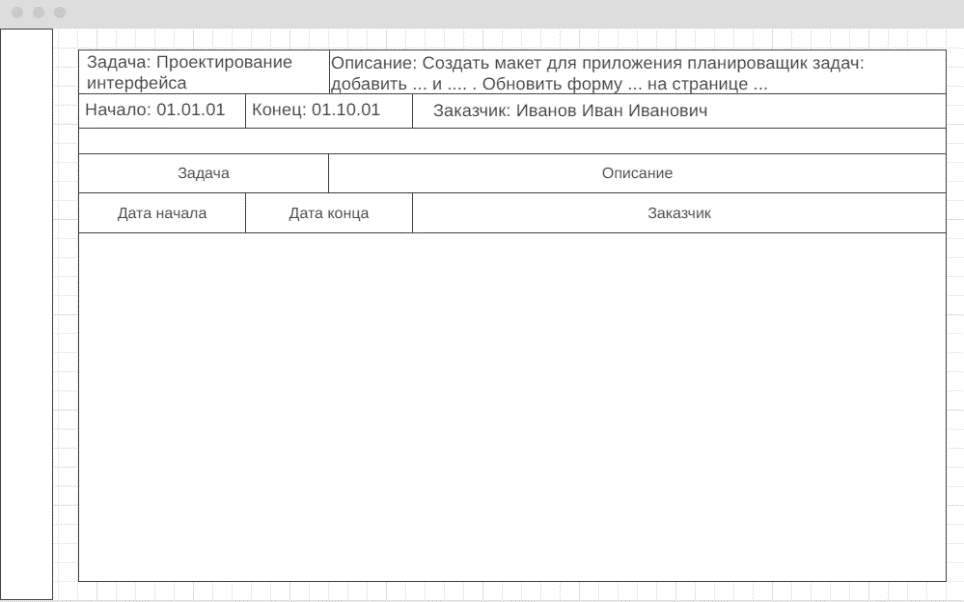 Задача: Проектирование
интерфейса
Описание: Создать макет для приложения планироващик задач:
добавить ... и .... . Обновить форму ... на странице ...
Начало: 01.01.01
Конец: 01.10.01
Заказчик: Иванов Иван Иванович
Задача
Описание
Дата начала
Дата конца
Заказчик